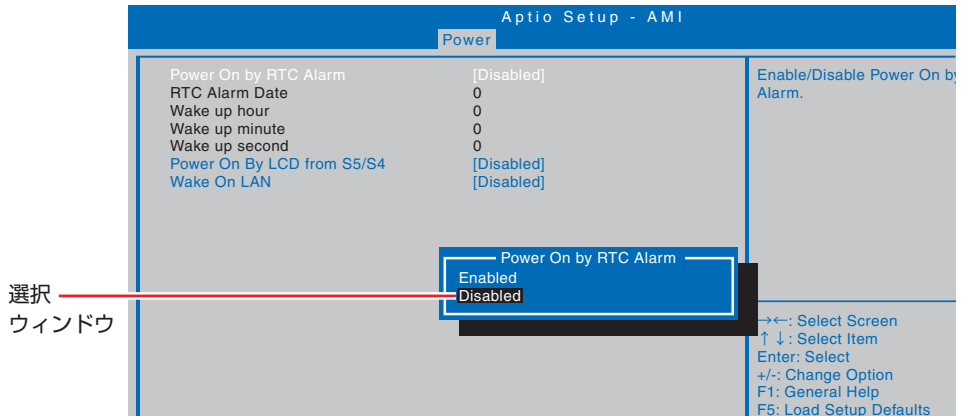 Aptio Setup - AMI
Power
Power On by RTC Alarm [Disabled]
RTC Alarm Date 0
Wake up hour 0
Wake up minute 0
Wake up second 0
Power On By LCD from S5/S4 [Disabled]
Wake On LAN [Disabled]
Enable/Disable Power On by
Alarm.
Power On by RTC Alarm
Enabled
Disabled
選択
ウィンドウ
→←: Select Screen
↑↓: Select Item
Enter: Select
+/-: Change Option
F1: General Help
F5: Load Setup Defaults